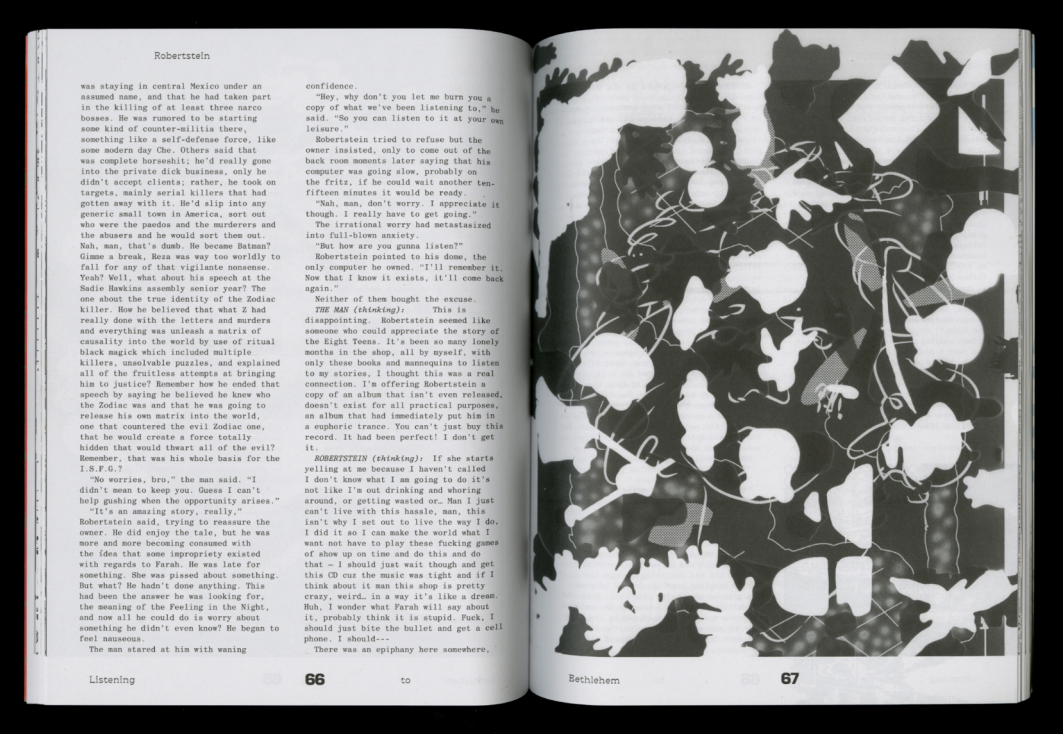 Robertstein
was staying in central Mexico under an
assumed name, and that he had taken part
in the killing of at least three narco
bosses. He was rumored to be starting
some kind of counter-militia there,
something like a self-defense force, like
some modern day Che. Others said that
was complete horseshit; he'd really gone
into the private dick business, only he
didn't accept clients; rather, he took on
targets, mainly serial killers that had
gotten away with it. He'd slip into any
generic small town in America, sort out
who were the paedos and the murderers and
the abusers and he would sort them out.
Nah, man, that's dumb. He became Batman?
Gimme a break, Reza was way too worldly to
fall for any of that vigilante nonsense.
Yeah? Well, what about his speech at the
Sadie Hawkins assembly senior year? The
one about the true identity of the Zodiac
killer. How he believed that what Z had
really done with the letters and murders
and everything was unleash a matrix of
causality into the world by use of ritual
black magick which included multiple
killers, unsolvable puzzles, and explained
all of the fruitless attempts at bringing
him to justice? Remember how he ended that
speech by saying he believed he knew who
the Zodiac was and that he was going to
release his own matrix into the world,
one that countered the evil Zodiac one,
that he would create a force totally
hidden that would thwart all of the evil?
Remember, that was his whole basis for the
I.S.F.G.?
"No worries, bro," the man said. "I
didn't mean to keep you. Guess I can't
help gushing when the opportunity arises."
"It's an amazing story, really,"
Robertstein said, trying to reassure the
owner. He did enjoy the tale, but he was
more and more becoming consumed with
the idea that some impropriety existed
with regards to Farah. He was late for
something. She was pissed about something.
But what? He hadn't done anything. This
had been the answer he was looking for,
the meaning of the Feeling in the Night,
and now all he could do is worry about
something he didn't even know? He began to
feel nauseous.
The man stared at him with waning
confidence.
"Hey, why don't you let me burn you a
copy of what we've been listening to," he
said. "So you can listen to it at your own
leisure."
Robertstein tried to refuse but the
owner insisted, only to come out of the
back room moments later saying that his
computer was going slow, probably on
the fritz, if he could wait another ten-
fifteen minutes it would be ready.
"Nah, man, don't worry. I appreciate it
though. I really have to get going."
The irrational worry had metastasized
into full-blown anxiety.
"But how are you gunna listen?"
Robertstein pointed to his dome, the
only computer he owned. "I'll remember it.
Now that I know it exists, it'll come back
again."
Neither of them bought the excuse.
THE MAN (thinking): This is
disappointing. Robertstein seemed like
someone who could appreciate the story of
the Eight Teens. It's been so many lonely
months in the shop, all by myself, with
only these books and mannequins to listen
to my stories, I thought this was a real
connection. I'm offering Robertstein a
copy of an album that isn't even released,
doesn't exist for all practical purposes,
an album that had immediately put him in
a euphoric trance. You can't just buy this
record. It had been perfect! I don't get
it.
ROBERTSTEIN (thinking): If she starts
yelling at me because I haven't called
I don't know what I am going to do it's
not like I'm out drinking and whoring
around, or getting wasted or… Man I just
can't live with this hassle, man, this
isn't why I set out to live the way I do.
I did it so I can make the world what I
want not have to play these fucking games
of show up on time and do this and do
that — I should just wait though and get
this CD cuz the music was tight and if I
think about it man this shop is pretty
crazy, weird… in a way it's like a dream.
Huh, I wonder what Farah will say about
it, probably think it is stupid. Fuck, I
should just bite the bullet and get a cell
phone. I should---
There was an epiphany here somewhere,
Listening 66 to
Bethlehem 67